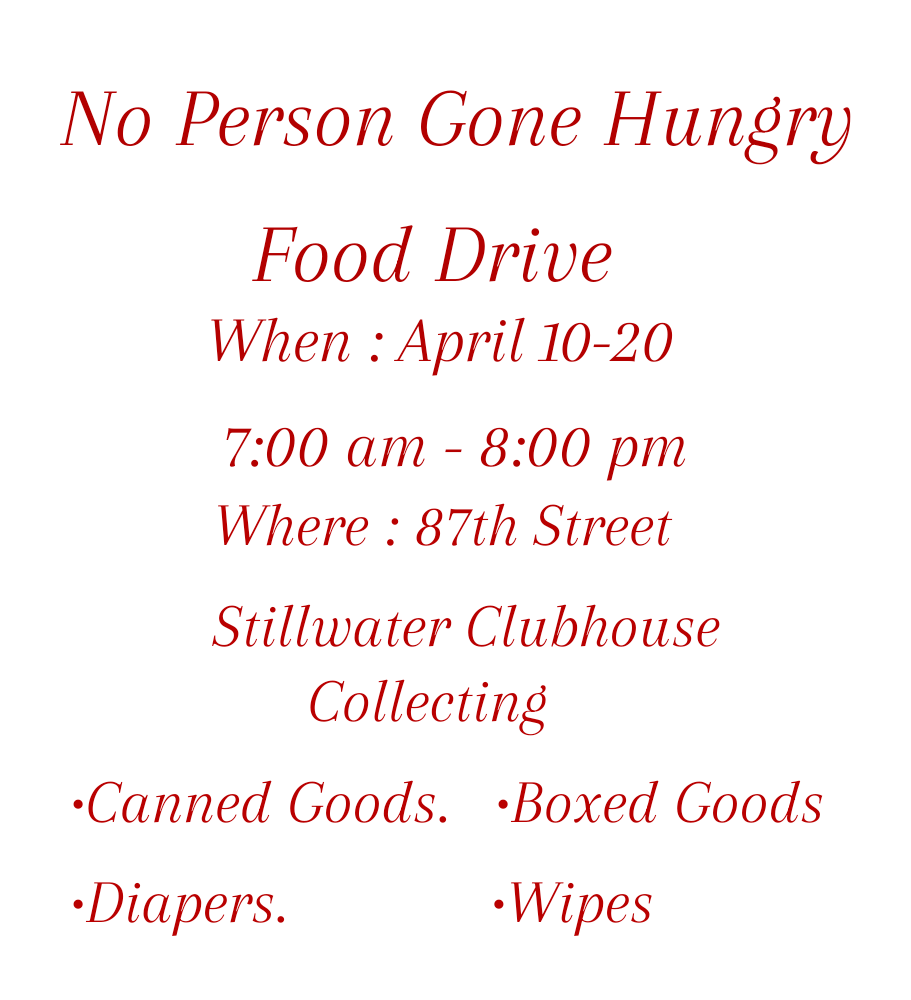 No Person Gone Hungry
Food Drive
When : April 10-20
7:00 am - 8:00 pm
Where : 87th Street
Stillwater Clubhouse
Collecting
•Canned Goods. •Boxed Goods
•Diapers. •Wipes